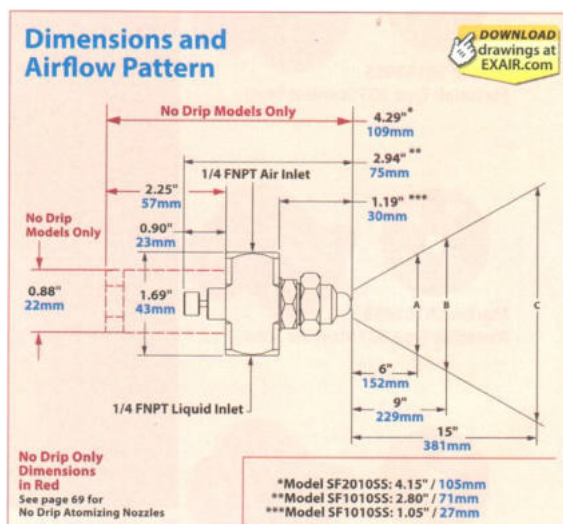 Dimensions and
Airflow Pattern
DOWNLOAD
drawings at
EXAIR.com
No Drip Models Only
4.29"*
109mm
2.94" **
75mm
1/4 FNPT Air Inlet
2.25"
57mm
1.19" ***
30mm
No Drip
Models Only
0.90"
23mm
0.88"
22mm
1.69"
43mm
A
B
C
6"
152mm
9"
229mm
1/4 FNPT Liquid Inlet
15"
381mm
No Drip Only
Dimensions
in Red
See page 69 for
No Drip Atomizing Nozzles
*Model SF2010SS: 4.15" / 105mm
**Model SF1010SS: 2.80" / 71mm
***Model SF1010SS: 1.05" / 27mm